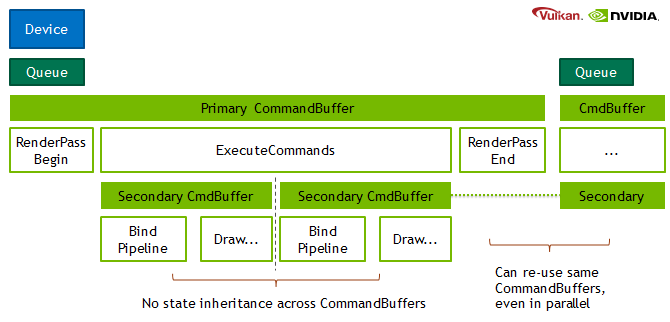 Vulkan. NVIDIA.
Device
Queue
Queue
Primary CommandBuffer
CmdBuffer
RenderPass
Begin
ExecuteCommands
RenderPass
End
...
Secondary CmdBuffer
Secondary CmdBuffer
Secondary
Bind
Pipeline
Draw...
Bind
Pipeline
Draw...
No state inheritance across CommandBuffers
Can re-use same
CommandBuffers,
even in parallel